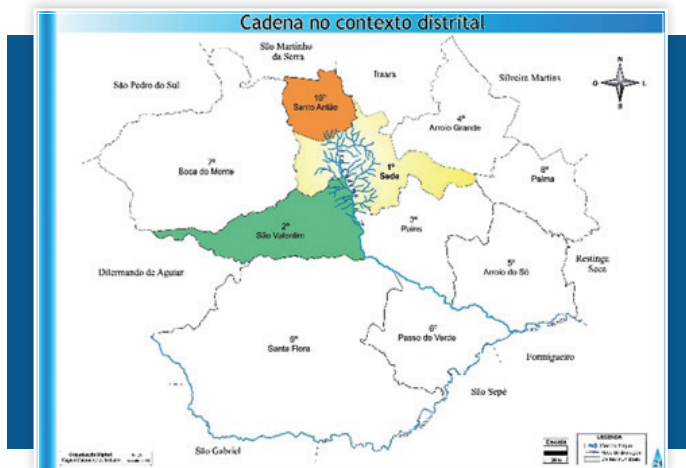 Cadena no contexto distrital
São Martinho
da Serra
Itaara
São Pedro do Sul
Silveira Martins
N
O
L
S
10º
Santo Antão
4º
Arroio Grande
7º
Boca do Monte
1º
Sede
8º
Palma
2º
São Valentim
3º
Pains
Dilermando de Aguiar
5º
Arroio do Só
Restinga
Seca
9º
Santa Flora
6º
Passo do Verde
Formigueiro
São Sepé
São Gabriel
Escala
LEGENDA